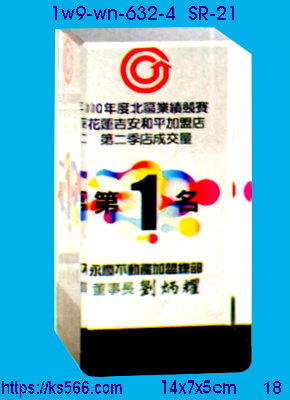 1w9-wn-632-4 SR-21
00年度北區業績競賽
花蓮吉安和平加盟店
第二季店成交量
第1名
永慶不動產加盟總部
董事長 劉炳耀
https://ks566.com
14x7x5cm
18